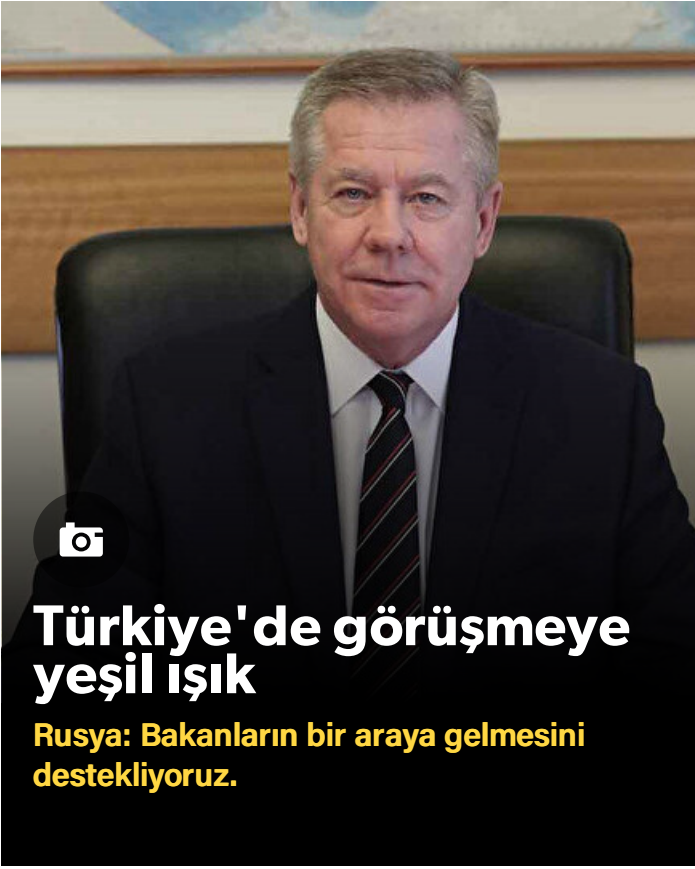 Türkiye'de görüşmeye
yeşil ışık
Rusya: Bakanların bir araya gelmesini
destekliyoruz.